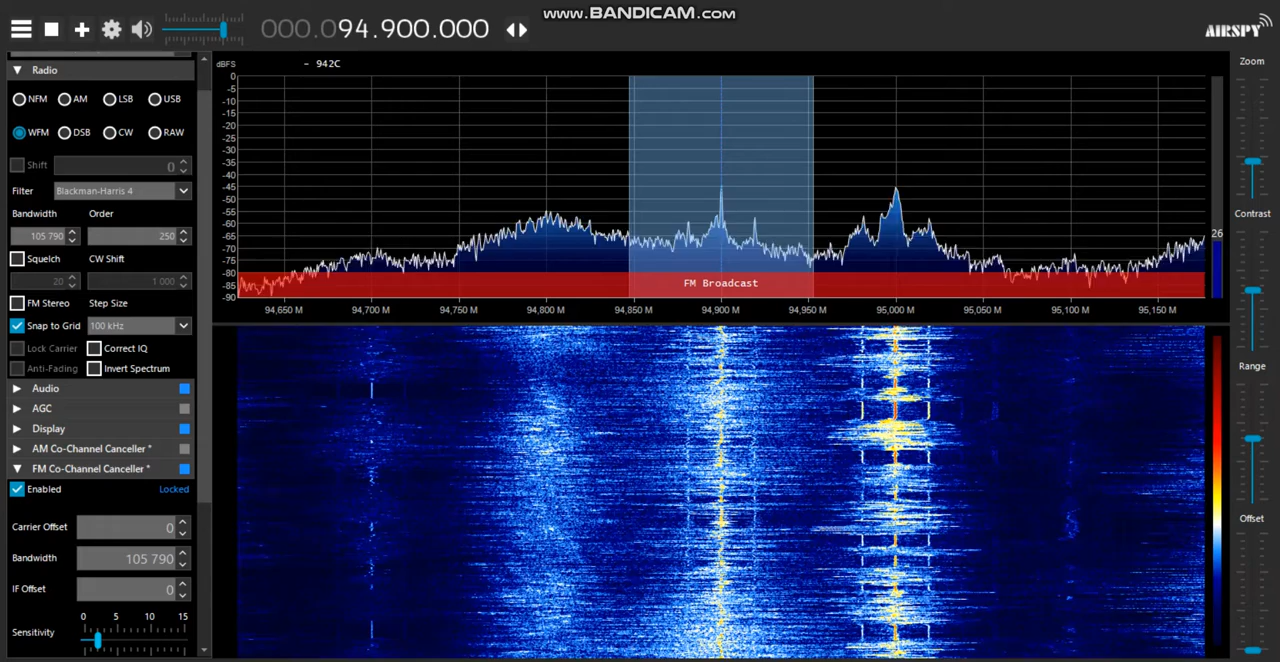 www.BANDICAM.com
000.094.900.000
AIRSPY
Radio
NFM AM LSB USB
WFM DSB CW RAW
Shift 0
Filter Blackman-Harris 4
Bandwidth Order
105 790 250
Squelch CW Shift
20 1 000
FM Stereo Step Size
Snap to Grid 100 kHz
Lock Carrier Correct IQ
Anti-Fading Invert Spectrum
Audio
AGC
Display
AM Co-Channel Canceller *
FM Co-Channel Canceller *
Enabled Locked
Carrier Offset 0
Bandwidth 105 790
IF Offset 0
0 5 10 15
Sensitivity
dBFS - 942C
0
-5
-10
-15
-20
-25
-30
-35
-40
-45
-50
-55
-60
-65
-70
-75
-80
-85
-90
FM Broadcast
94,650 M 94,700 M 94,750 M 94,800 M 94,850 M 94,900 M 94,950 M 95,000 M 95,050 M 95,100 M 95,150 M
26
Zoom
Contrast
Range
Offset